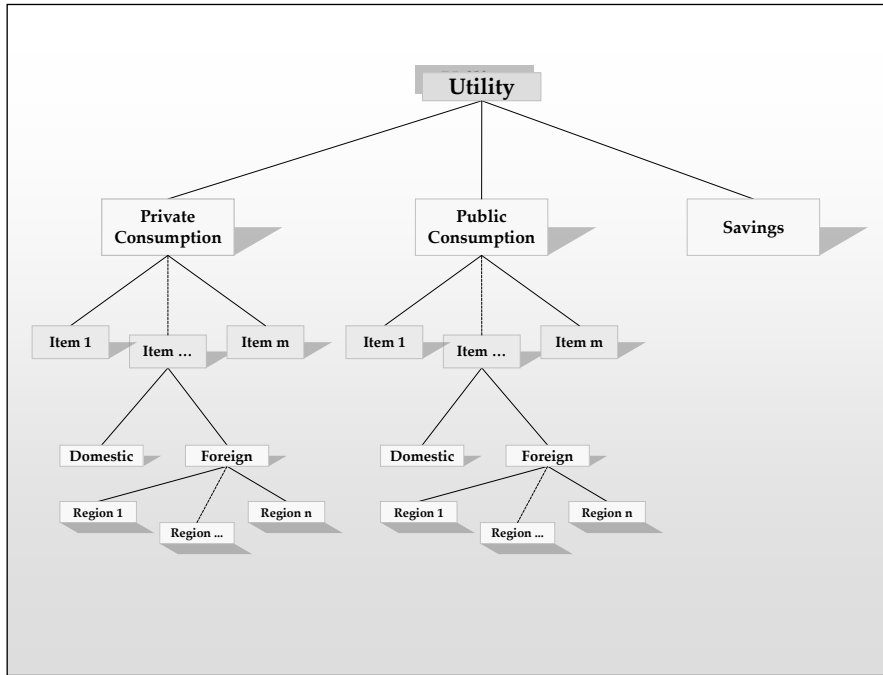 Utility
Private
Consumption
Public
Consumption
Savings
Item 1
Item …
Item m
Item 1
Item …
Item m
Domestic
Foreign
Domestic
Foreign
Region 1
Region ...
Region n
Region 1
Region ...
Region n